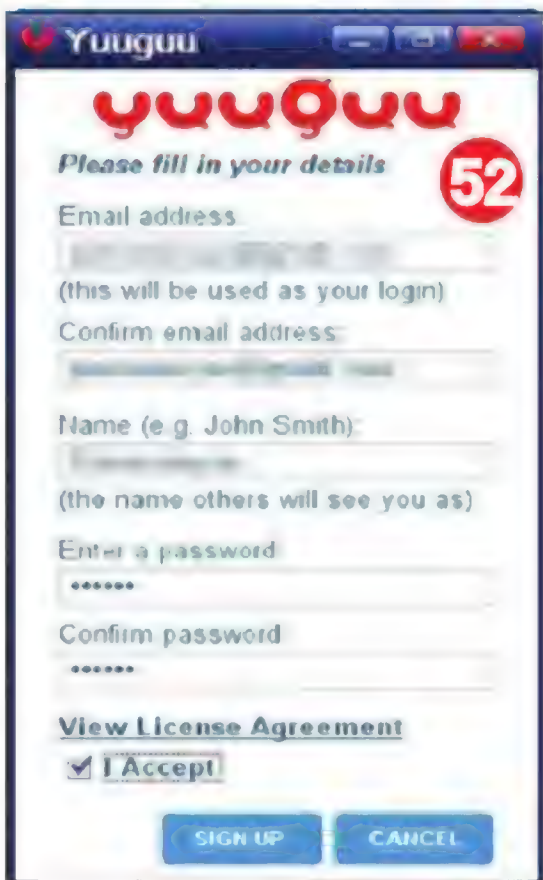 Yuuguu
yuuguu
Please fill in your details
52
Email address
(this will be used as your login)
Confirm email address:
Name (e.g. John Smith):
(the name others will see you as)
Enter a password
••••••
Confirm password
••••••
View License Agreement
I Accept
SIGN UP
CANCEL